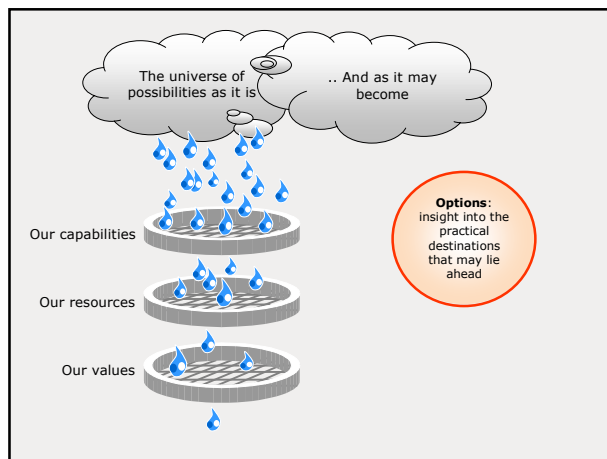 The universe of
possibilities as it is
.. And as it may
become
Our capabilities
Our resources
Our values
Options:
insight into the
practical
destinations
that may lie
ahead